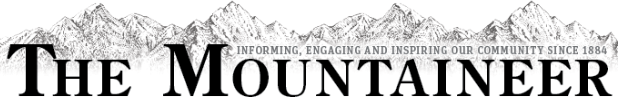 INFORMING, ENGAGING AND INSPIRING OUR COMMUNITY SINCE 1884
THE MOUNTAINEER